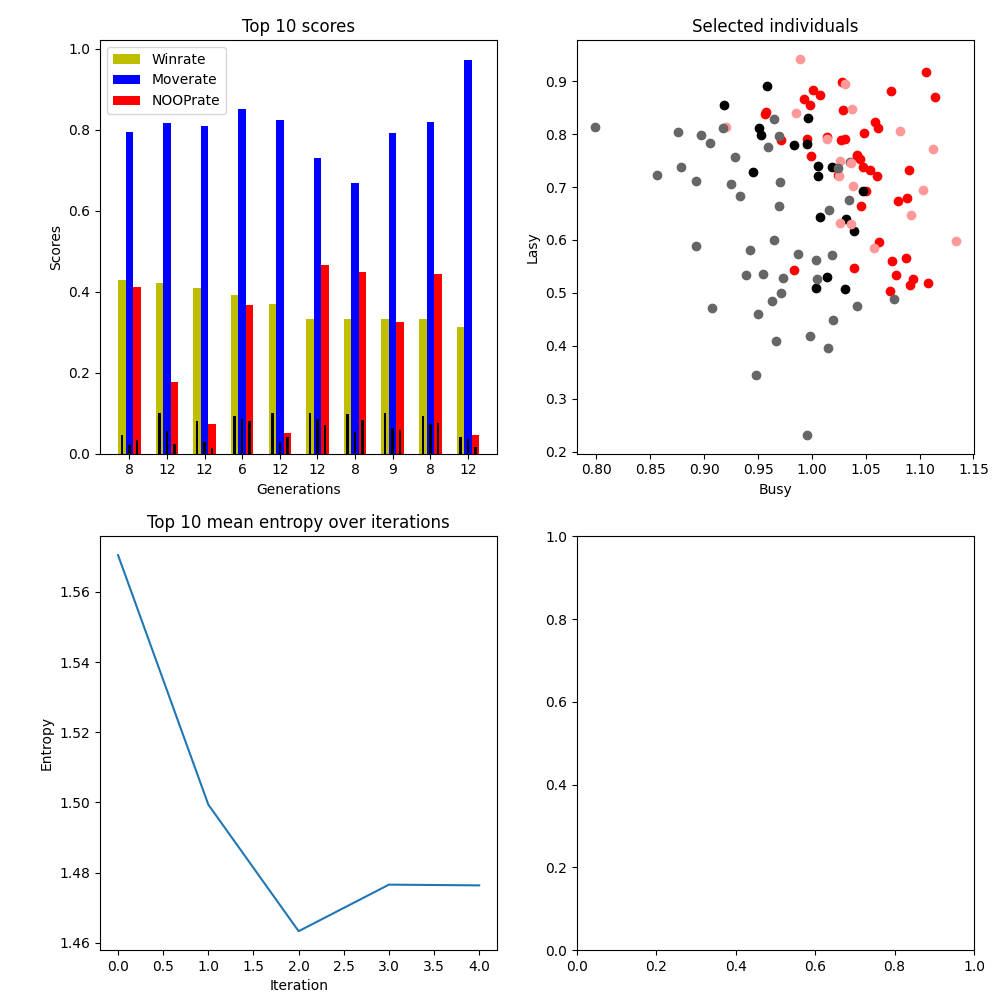 Top 10 scores
Winrate
Moverate
NOOPrate
1.0
0.8
0.6
0.4
0.2
0.0
Scores
8 12 12 6 12 12 8 9 8 12
Generations
Selected individuals
0.9
0.8
0.7
0.6
0.5
0.4
0.3
0.2
Lasy
0.80 0.85 0.90 0.95 1.00 1.05 1.10 1.15
Busy
Top 10 mean entropy over iterations
1.56
1.54
1.52
1.50
1.48
1.46
Entropy
0.0 0.5 1.0 1.5 2.0 2.5 3.0 3.5 4.0
Iteration
1.0
0.8
0.6
0.4
0.2
0.0
0.0 0.2 0.4 0.6 0.8 1.0